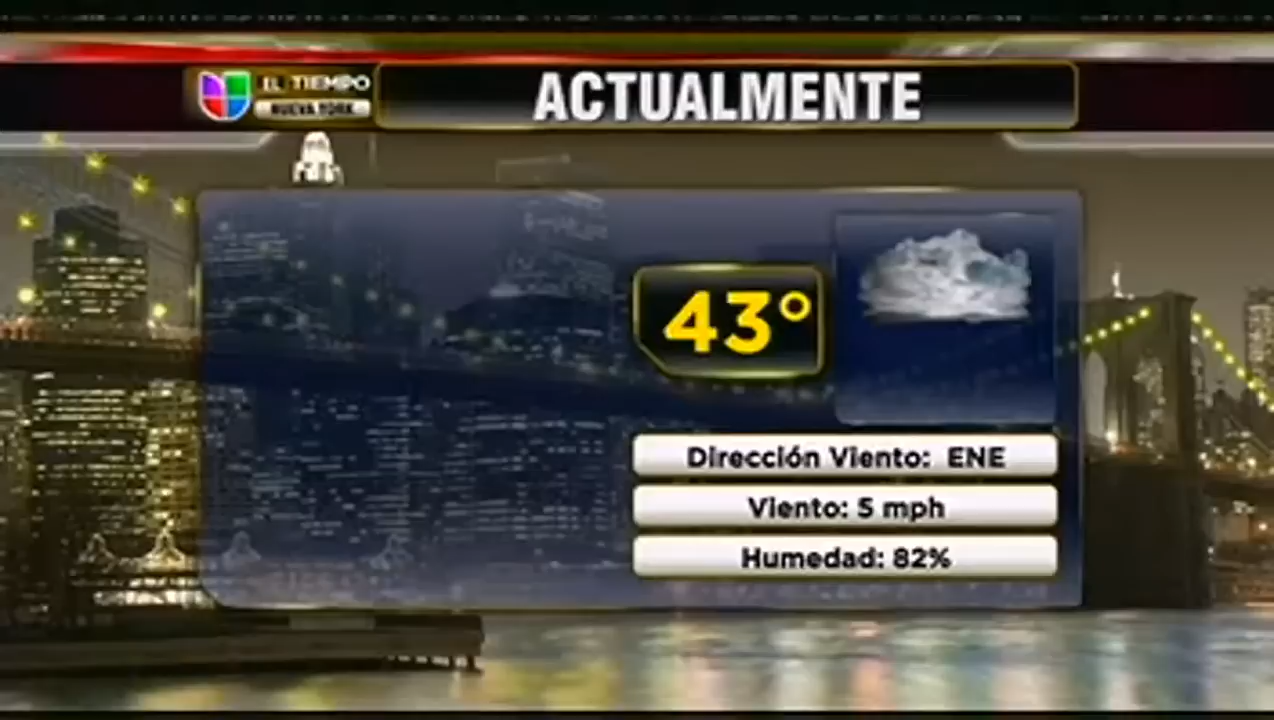 EL TIEMPO
NUEVA YORK
ACTUALMENTE
43°
Dirección Viento: ENE
Viento: 5 mph
Humedad: 82%